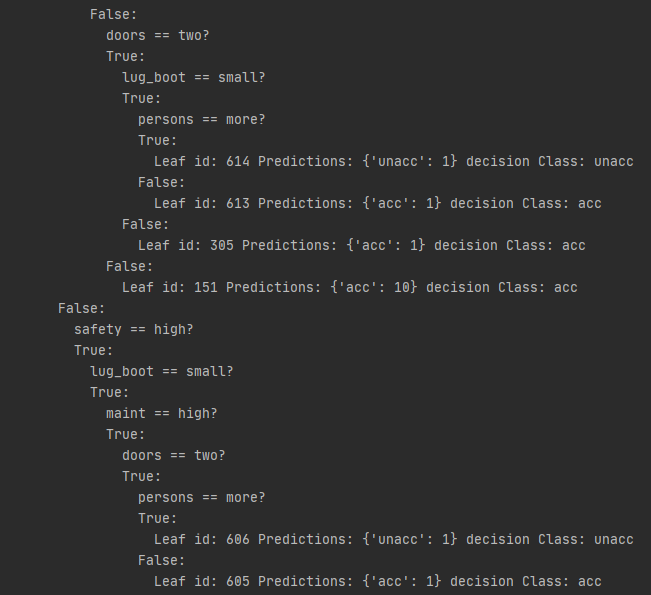 False:
doors == two?
True:
lug_boot == small?
True:
persons == more?
True:
Leaf id: 614 Predictions: {'unacc': 1} decision Class: unacc
False:
Leaf id: 613 Predictions: {'acc': 1} decision Class: acc
False:
Leaf id: 305 Predictions: {'acc': 1} decision Class: acc
False:
Leaf id: 151 Predictions: {'acc': 10} decision Class: acc
False:
safety == high?
True:
lug_boot == small?
True:
maint == high?
True:
doors == two?
True:
persons == more?
True:
Leaf id: 606 Predictions: {'unacc': 1} decision Class: unacc
False:
Leaf id: 605 Predictions: {'acc': 1} decision Class: acc